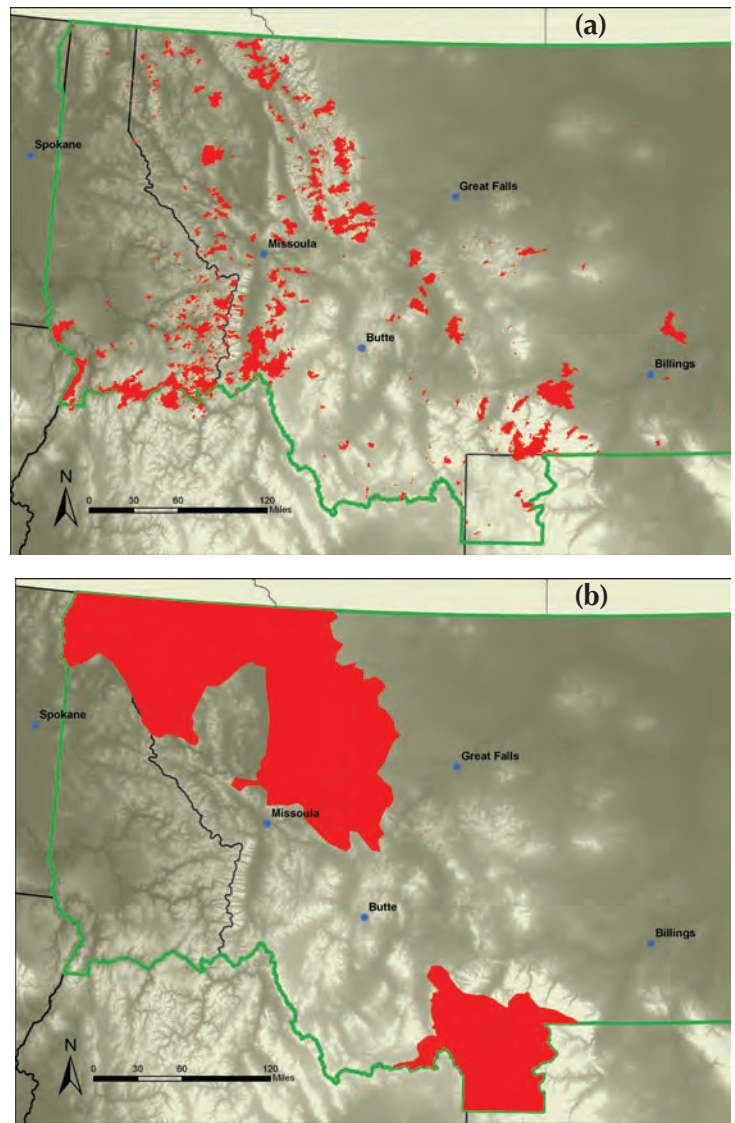 (a)
Spokane
Great Falls
Missoula
Butte
Billings
N
0 30 60 120
Miles
(b)
Spokane
Great Falls
Missoula
Butte
Billings
N
0 30 60 120
Miles